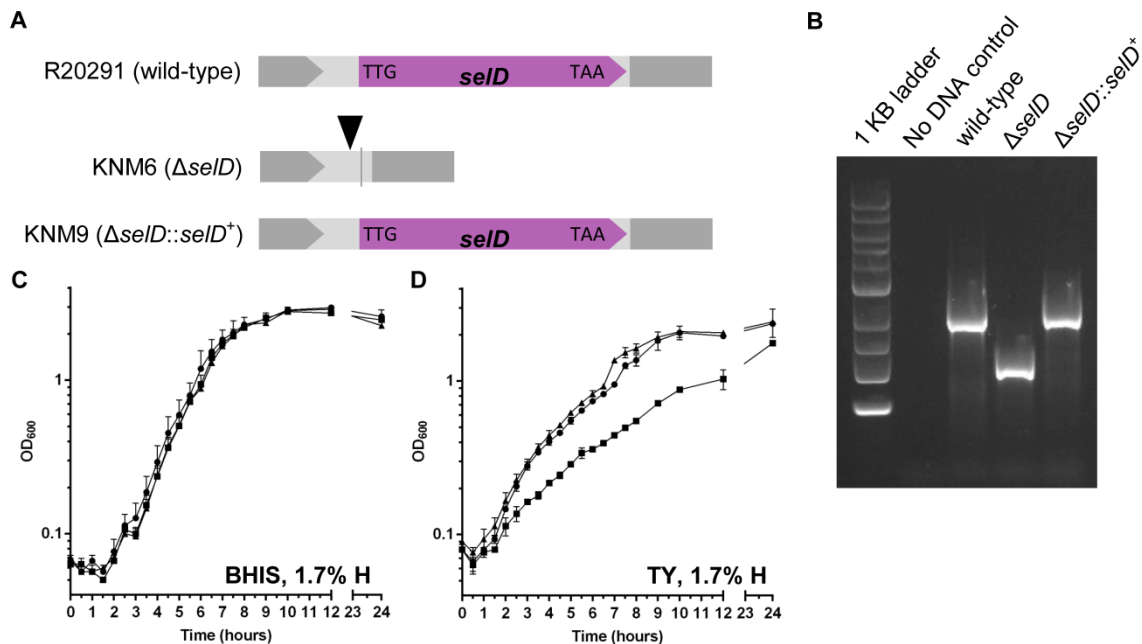 A
R20291 (wild-type)
TTG selD TAA
KNM6 (ΔselD)
KNM9 (ΔselD::selD+)
TTG selD TAA
B
1 KB ladder
No DNA control
wild-type
ΔselD
ΔselD::selD+
C
OD600
1
0.1
BHIS, 1.7% H
0 1 2 3 4 5 6 7 8 9 10 11 12 23 24
Time (hours)
D
OD600
1
0.1
TY, 1.7% H
0 1 2 3 4 5 6 7 8 9 10 11 12 23 24
Time (hours)